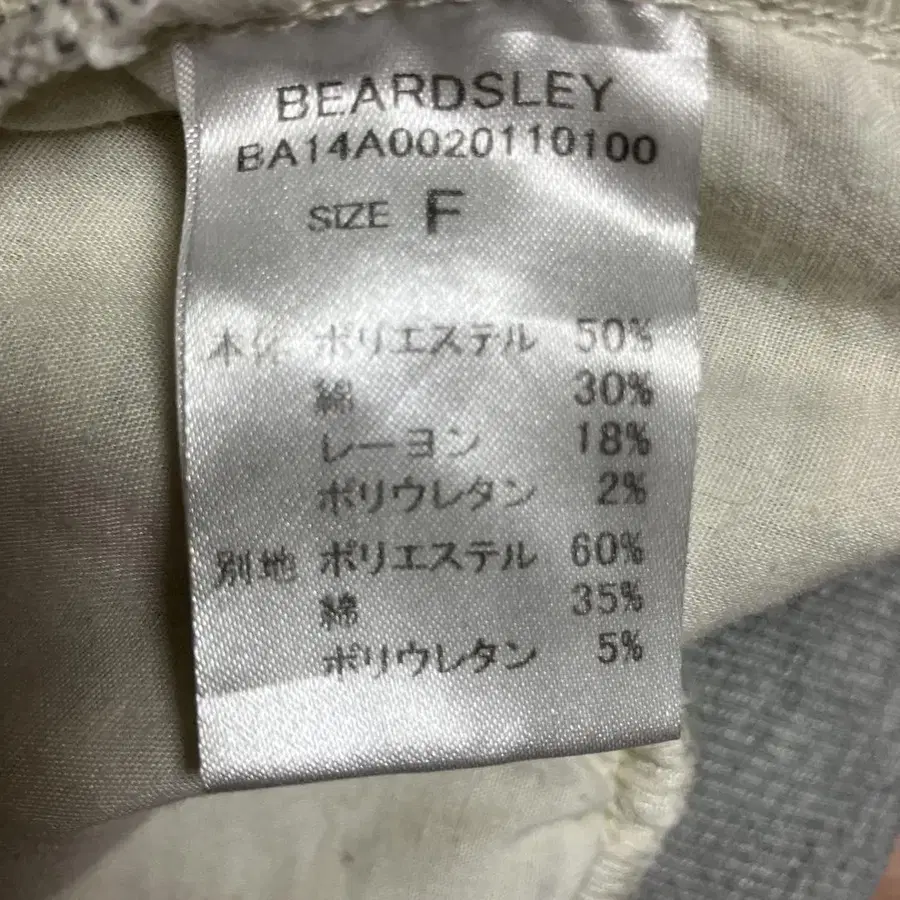 BEARDSLEY
BA14A0020110100
SIZE F
本体 ポリエステル 50%
綿 30%
レーヨン 18%
ポリウレタン 2%
別地 ポリエステル 60%
綿 35%
ポリウレタン 5%